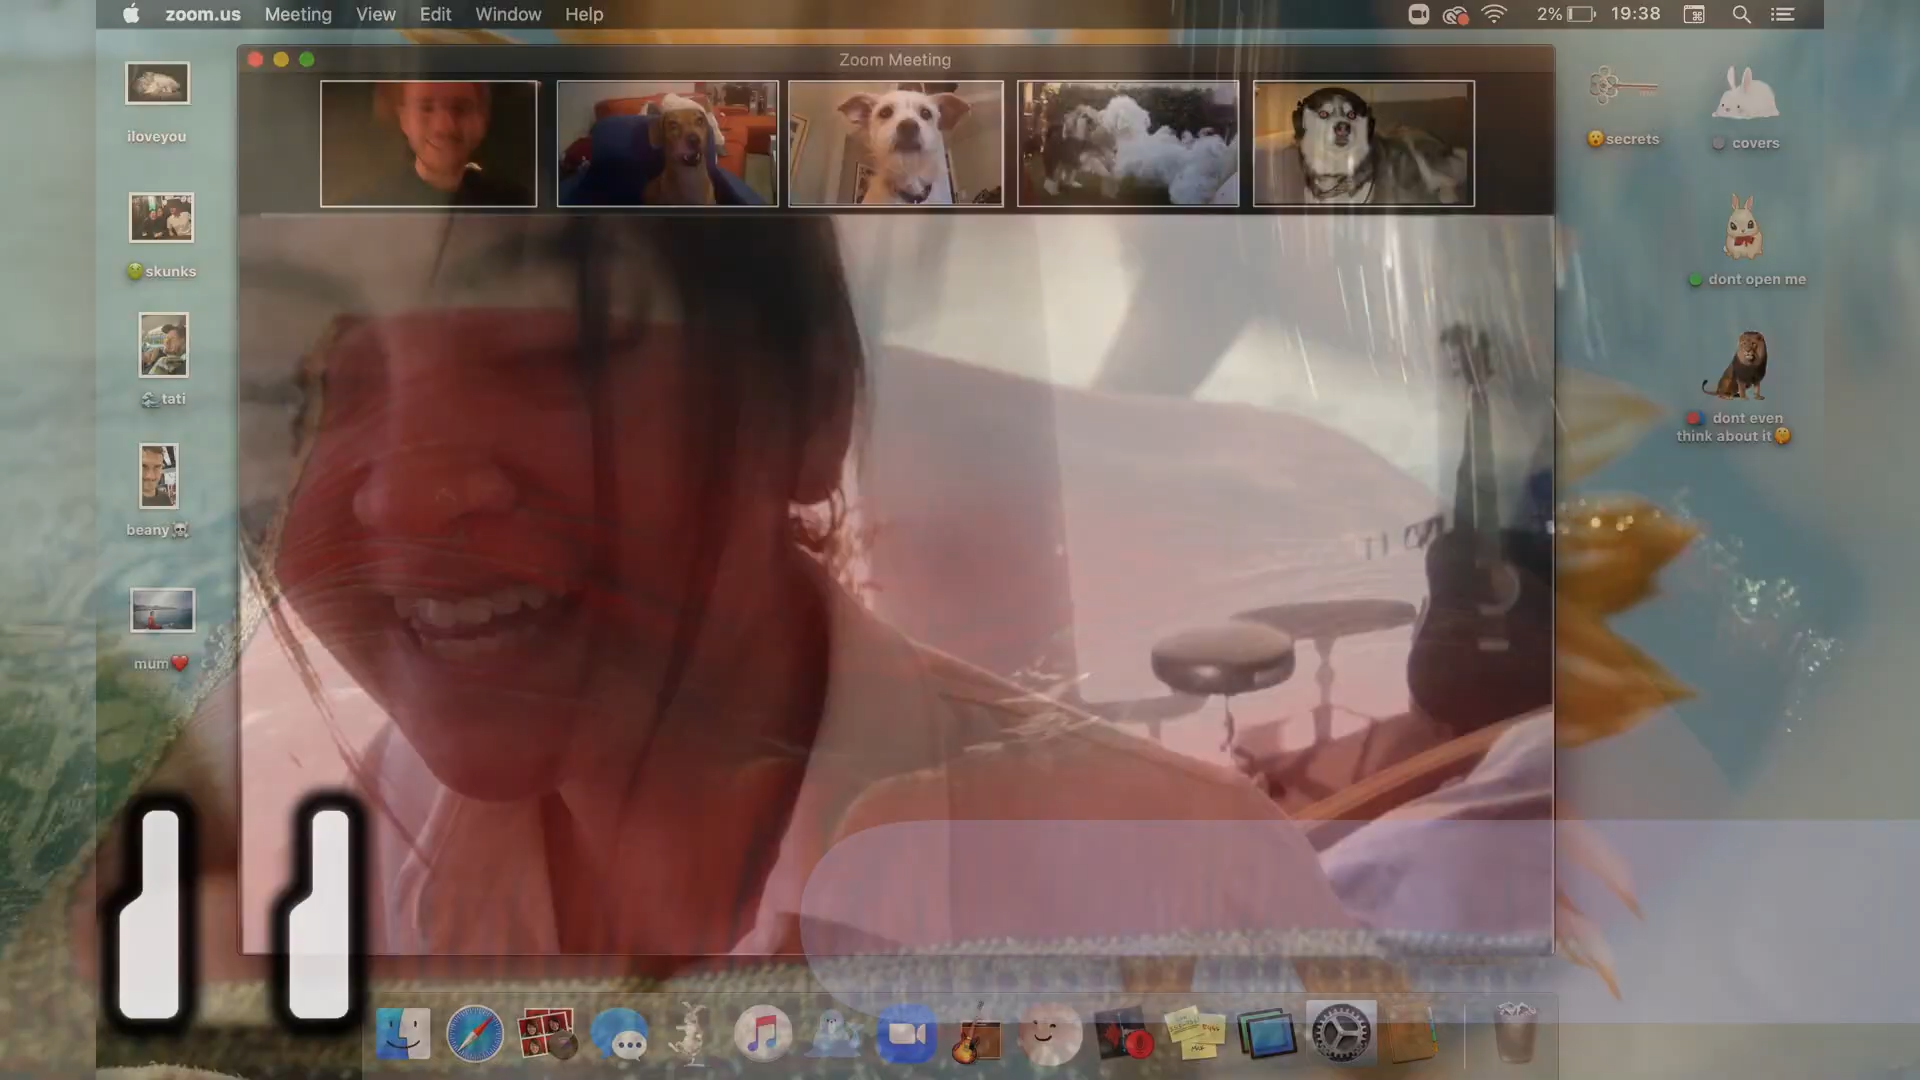 zoom.us Meeting View Edit Window Help 2% 19:38
Zoom Meeting
iloveyou
skunks
tati
beany
mum
secrets
covers
dont open me
dont even
think about it
11